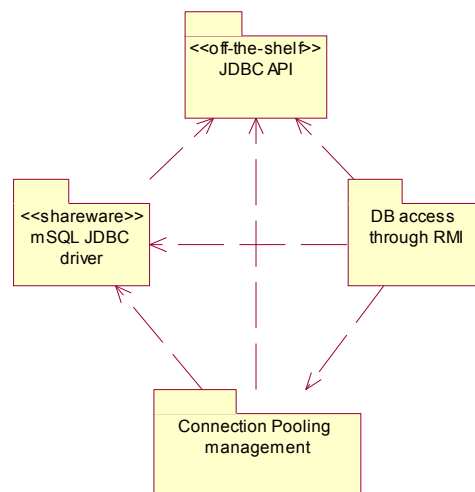 <<off-the-shelf>>
JDBC API
<<shareware>>
mSQL JDBC
driver
DB access
through RMI
Connection Pooling
management